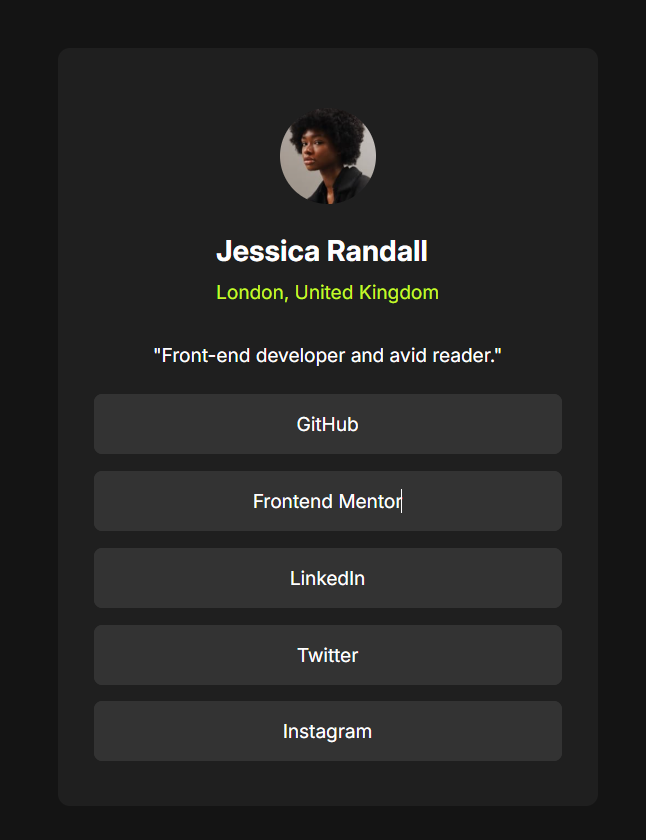 Jessica Randall
London, United Kingdom
"Front-end developer and avid reader."
GitHub
Frontend Mentor
LinkedIn
Twitter
Instagram